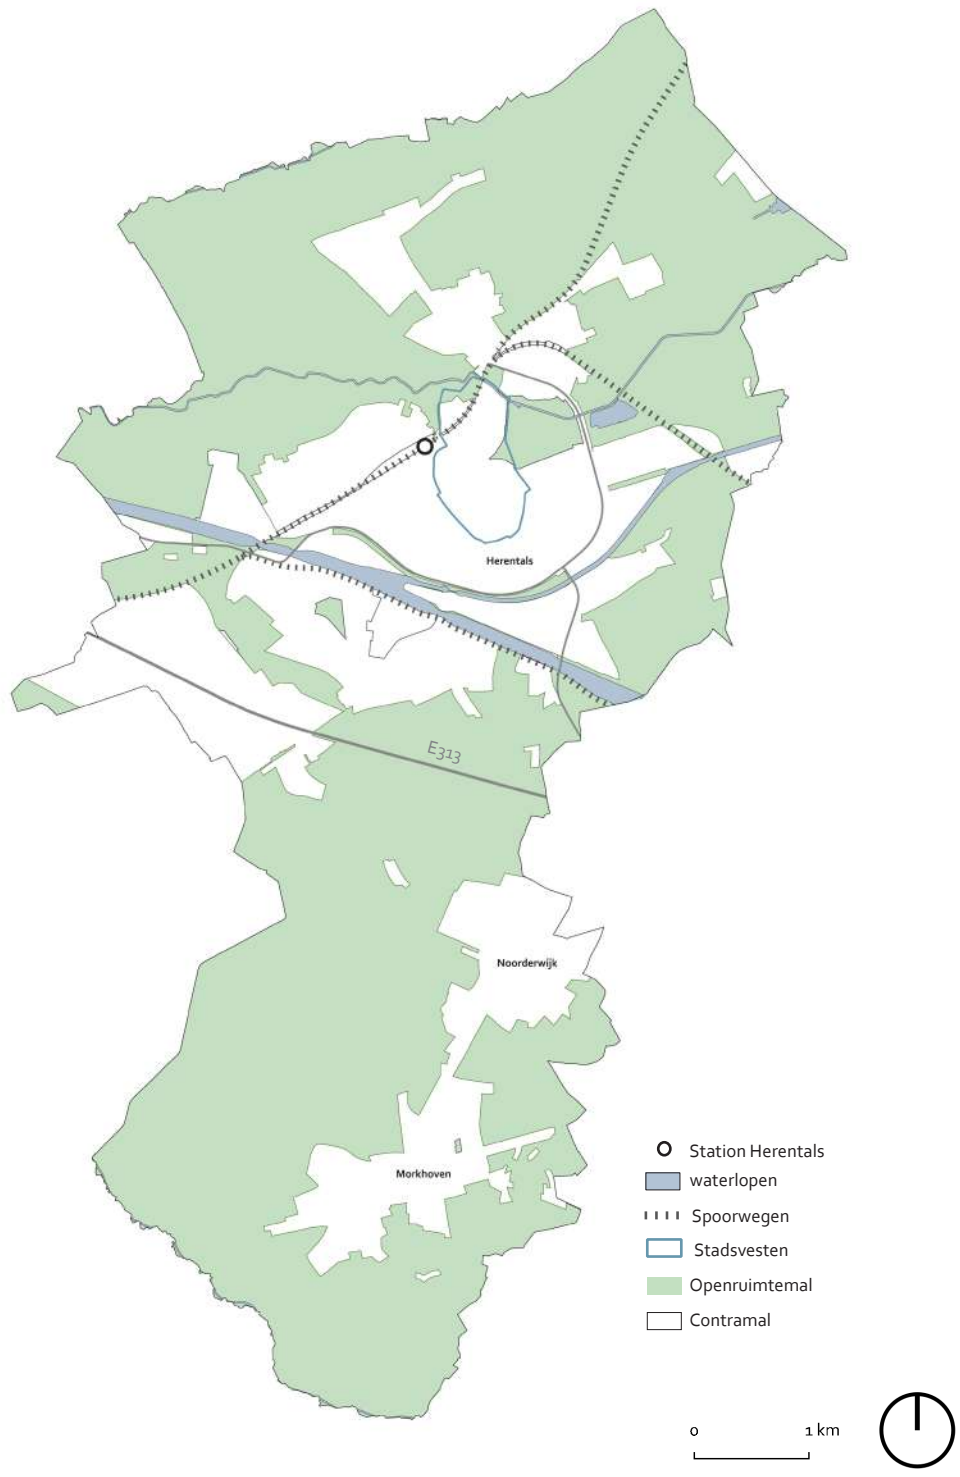 Herentals
E313
Noorderwijk
Morkhoven
Station Herentals
waterlopen
Spoorwegen
Stadsvesten
Openruimtemal
Contramal
0 1 km